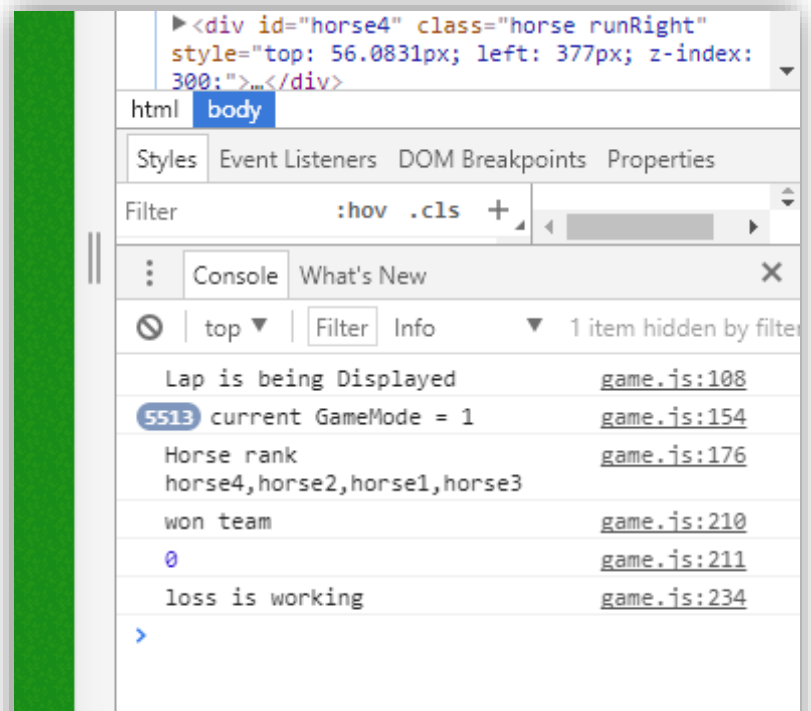 ▶<div id="horse4" class="horse runRight"
style="top: 56.0831px; left: 377px; z-index:
300;">…</div>
html body
Styles Event Listeners DOM Breakpoints Properties
Filter :hov .cls +
Console What's New
top ▼ Filter Info ▼ 1 item hidden by filter
Lap is being Displayed game.js:108
5513 current GameMode = 1 game.js:154
Horse rank game.js:176
horse4,horse2,horse1,horse3
won team game.js:210
0 game.js:211
loss is working game.js:234
>